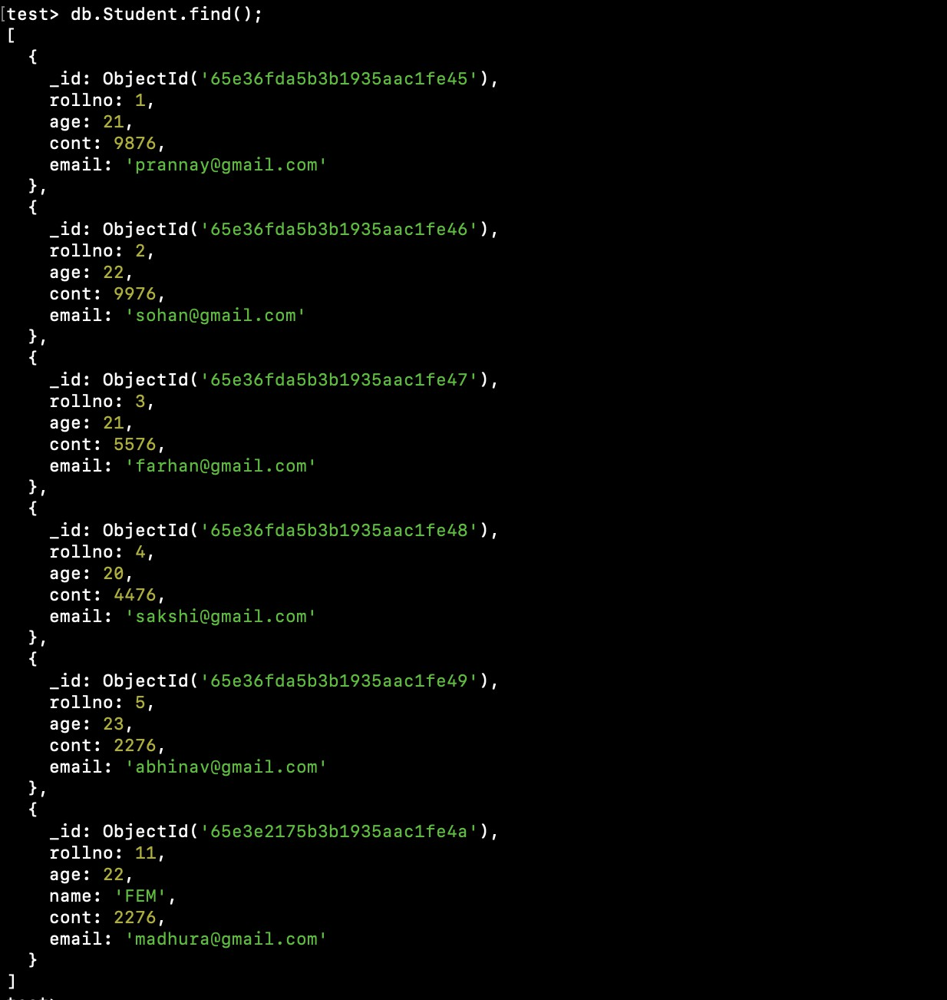 [test> db.Student.find();
[
  {
    _id: ObjectId('65e36fda5b3b1935aac1fe45'),
    rollno: 1,
    age: 21,
    cont: 9876,
    email: 'prannay@gmail.com'
  },
  {
    _id: ObjectId('65e36fda5b3b1935aac1fe46'),
    rollno: 2,
    age: 22,
    cont: 9976,
    email: 'sohan@gmail.com'
  },
  {
    _id: ObjectId('65e36fda5b3b1935aac1fe47'),
    rollno: 3,
    age: 21,
    cont: 5576,
    email: 'farhan@gmail.com'
  },
  {
    _id: ObjectId('65e36fda5b3b1935aac1fe48'),
    rollno: 4,
    age: 20,
    cont: 4476,
    email: 'sakshi@gmail.com'
  },
  {
    _id: ObjectId('65e36fda5b3b1935aac1fe49'),
    rollno: 5,
    age: 23,
    cont: 2276,
    email: 'abhinav@gmail.com'
  },
  {
    _id: ObjectId('65e3e2175b3b1935aac1fe4a'),
    rollno: 11,
    age: 22,
    name: 'FEM',
    cont: 2276,
    email: 'madhura@gmail.com'
  }
]